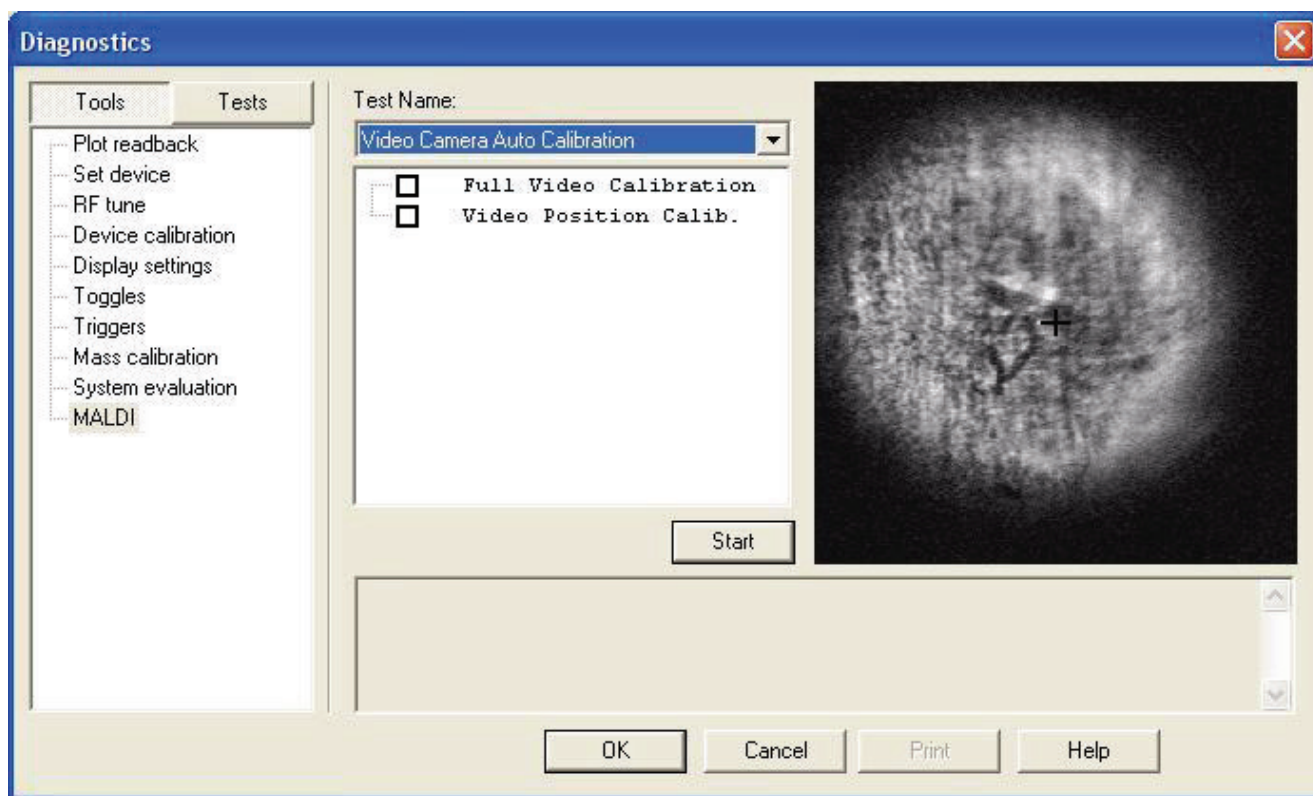 Diagnostics
Tools Tests
Plot readback
Set device
RF tune
Device calibration
Display settings
Toggles
Triggers
Mass calibration
System evaluation
MALDI
Test Name:
Video Camera Auto Calibration
Full Video Calibration
Video Position Calib.
Start
OK Cancel Print Help